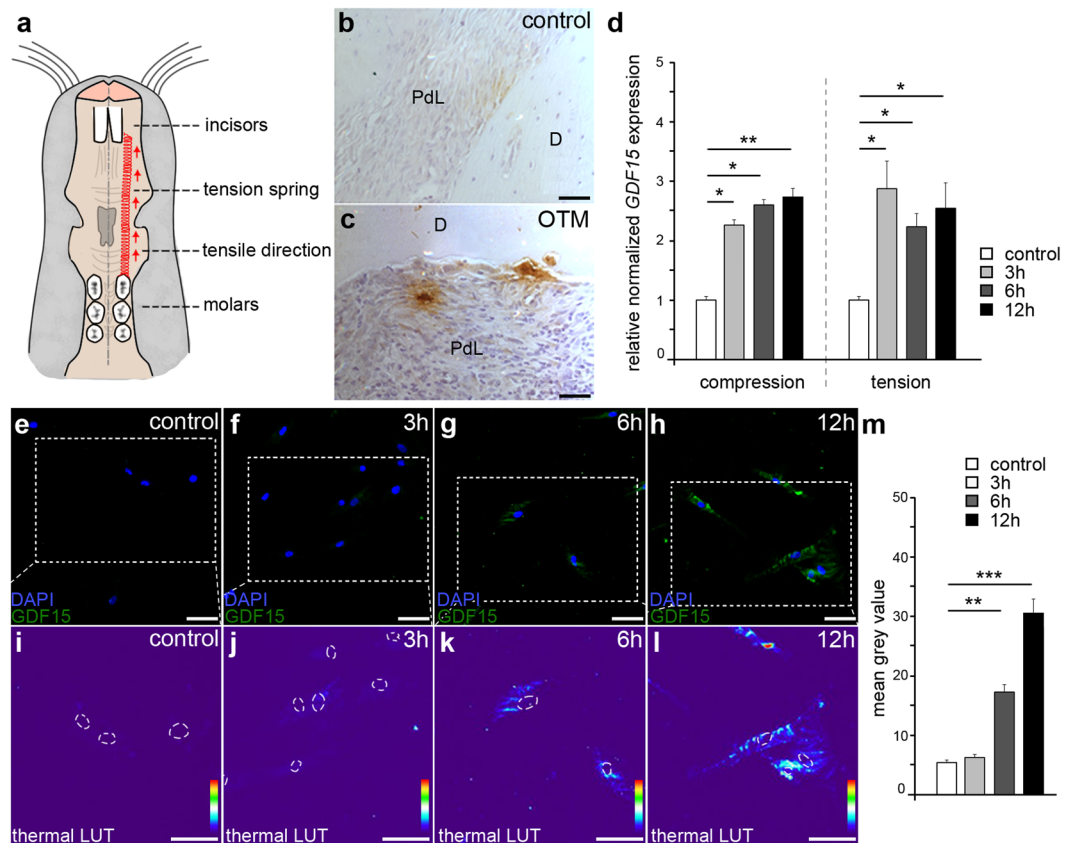 a
incisors
tension spring
tensile direction
molars
b
control
PdL
D
c
OTM
D
PdL
d
relative normalized GDF15 expression
5
4
3
2
1
0
*
*
**
*
*
*
compression
tension
control
3h
6h
12h
e
control
DAPI
GDF15
f
3h
DAPI
GDF15
g
6h
DAPI
GDF15
h
12h
DAPI
GDF15
i
control
thermal LUT
j
3h
thermal LUT
k
6h
thermal LUT
l
12h
thermal LUT
m
control
3h
6h
12h
mean grey value
50
40
30
20
10
0
***
**